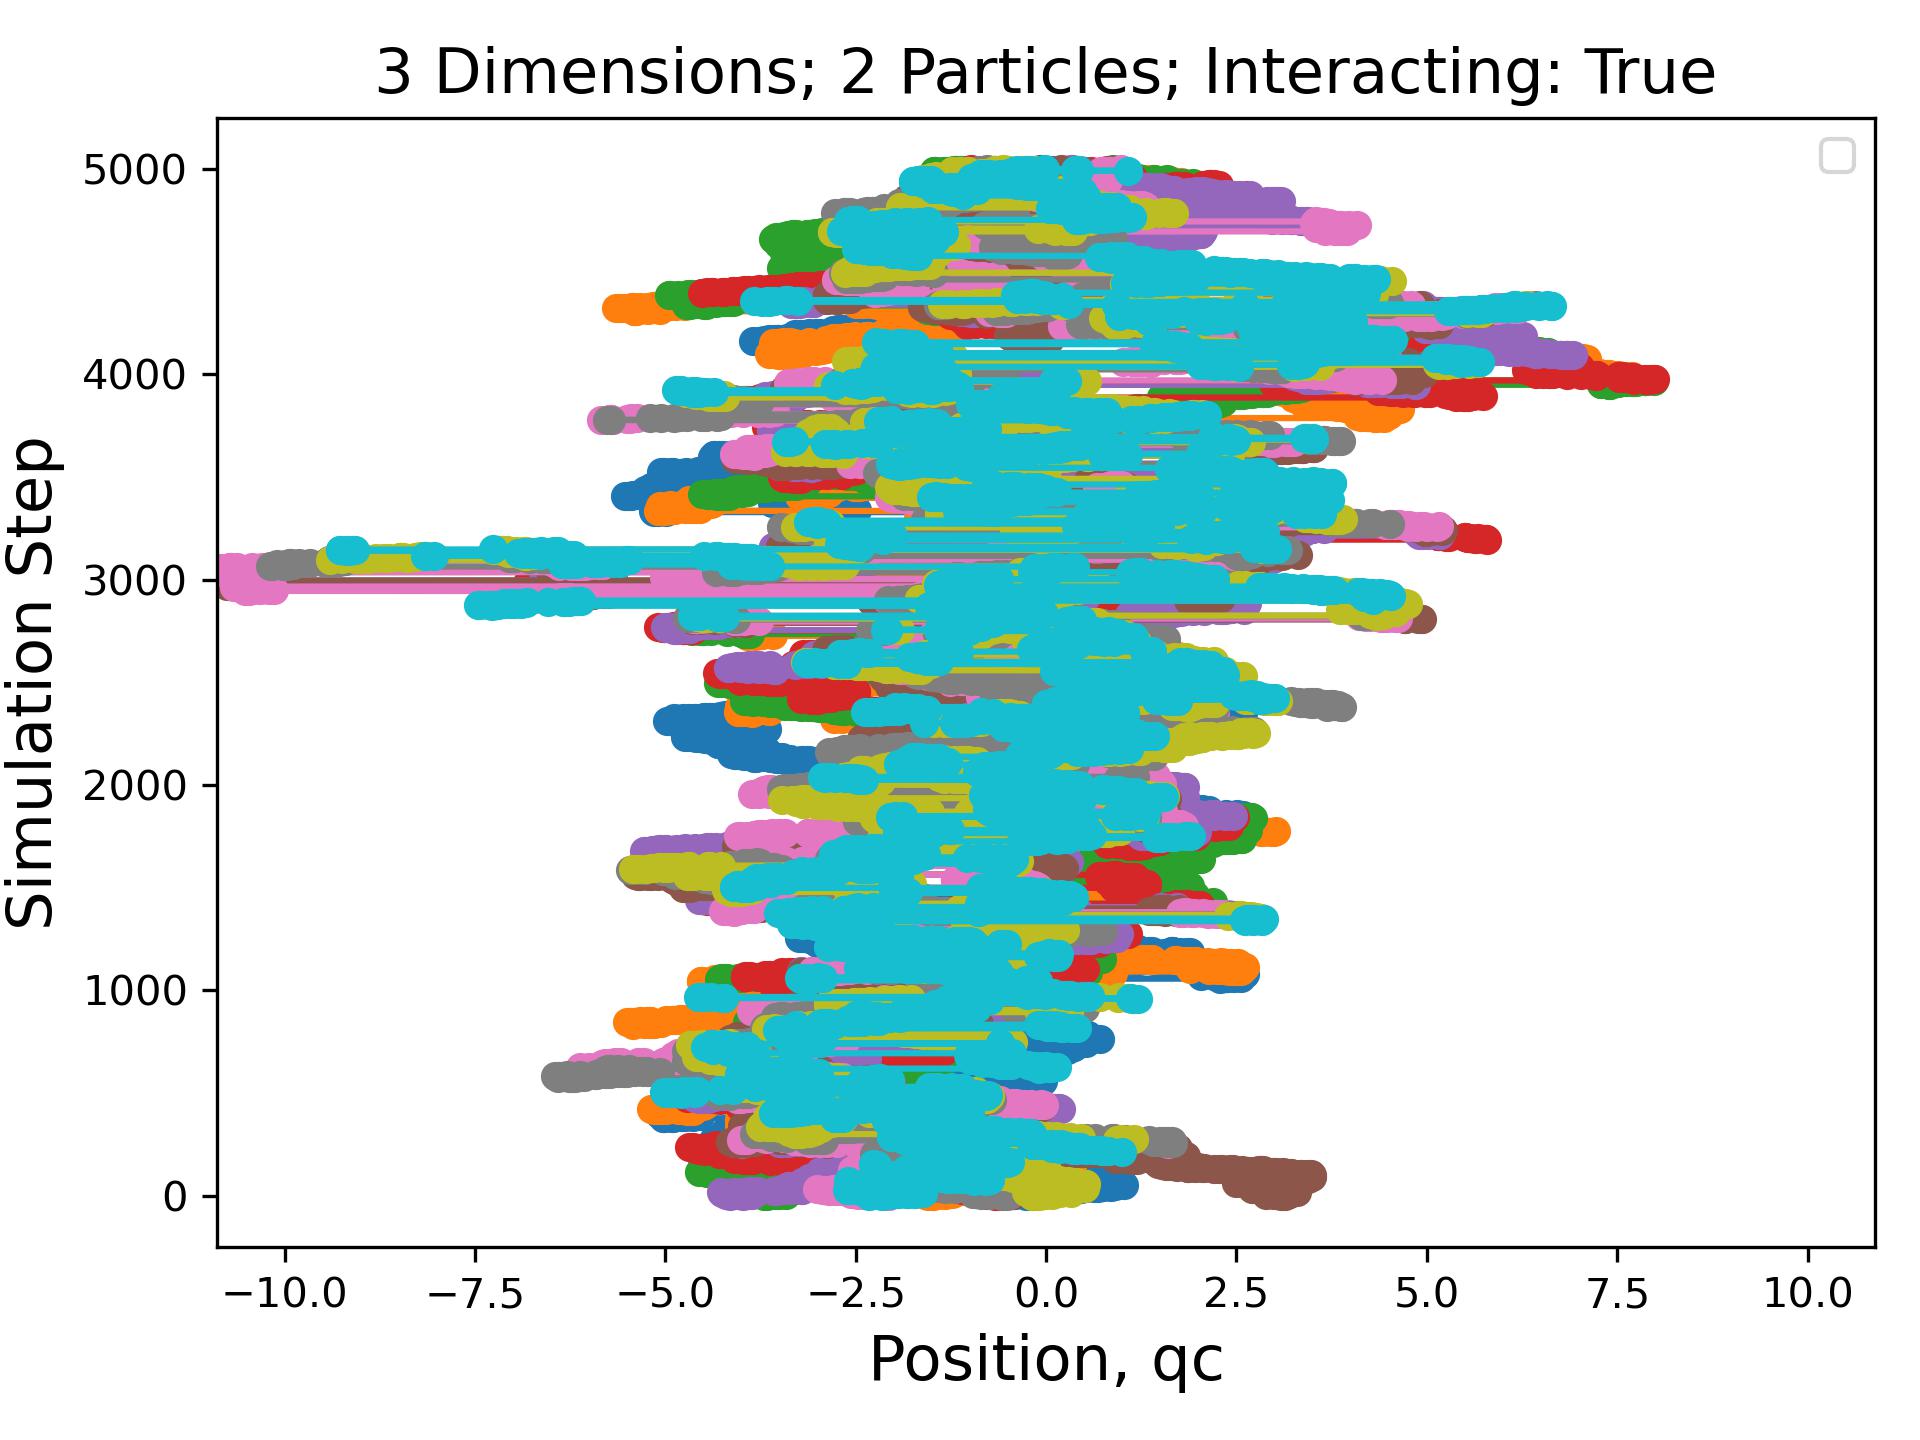 3 Dimensions; 2 Particles; Interacting: True
Simulation Step
5000
4000
3000
2000
1000
0
−10.0 −7.5 −5.0 −2.5 0.0 2.5 5.0 7.5 10.0
Position, qc